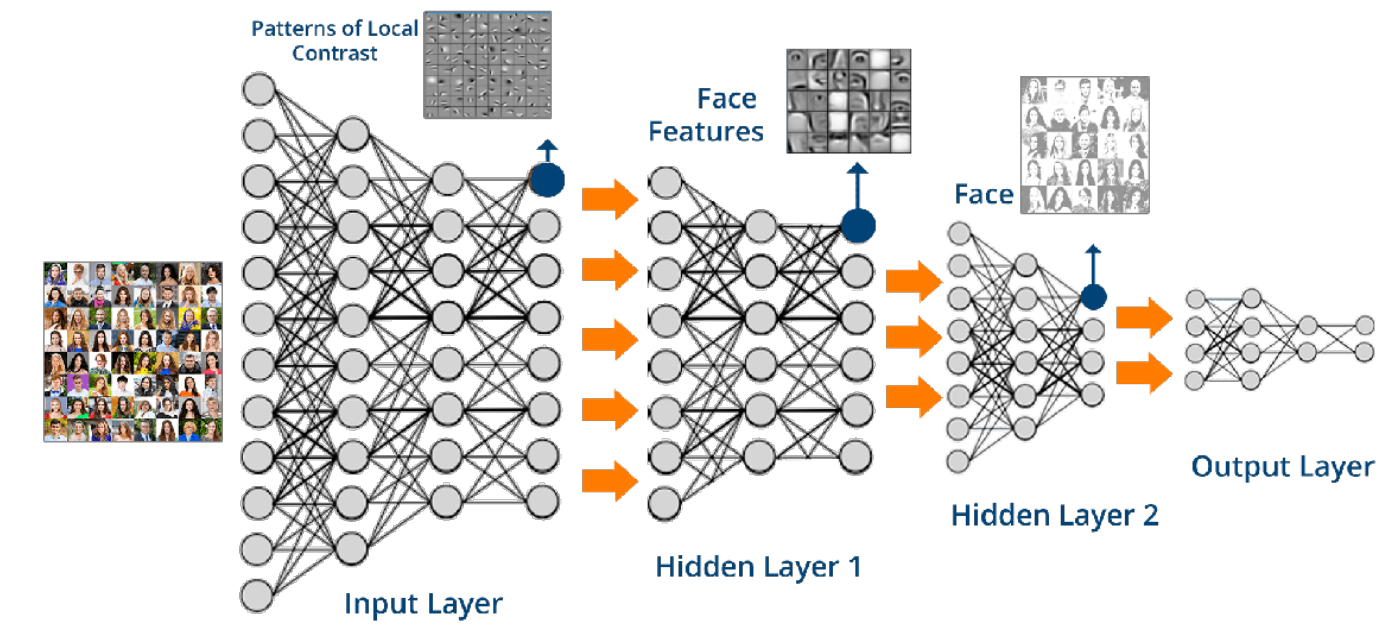 Patterns of Local
Contrast
Face
Features
Face
Output Layer
Hidden Layer 2
Hidden Layer 1
Input Layer